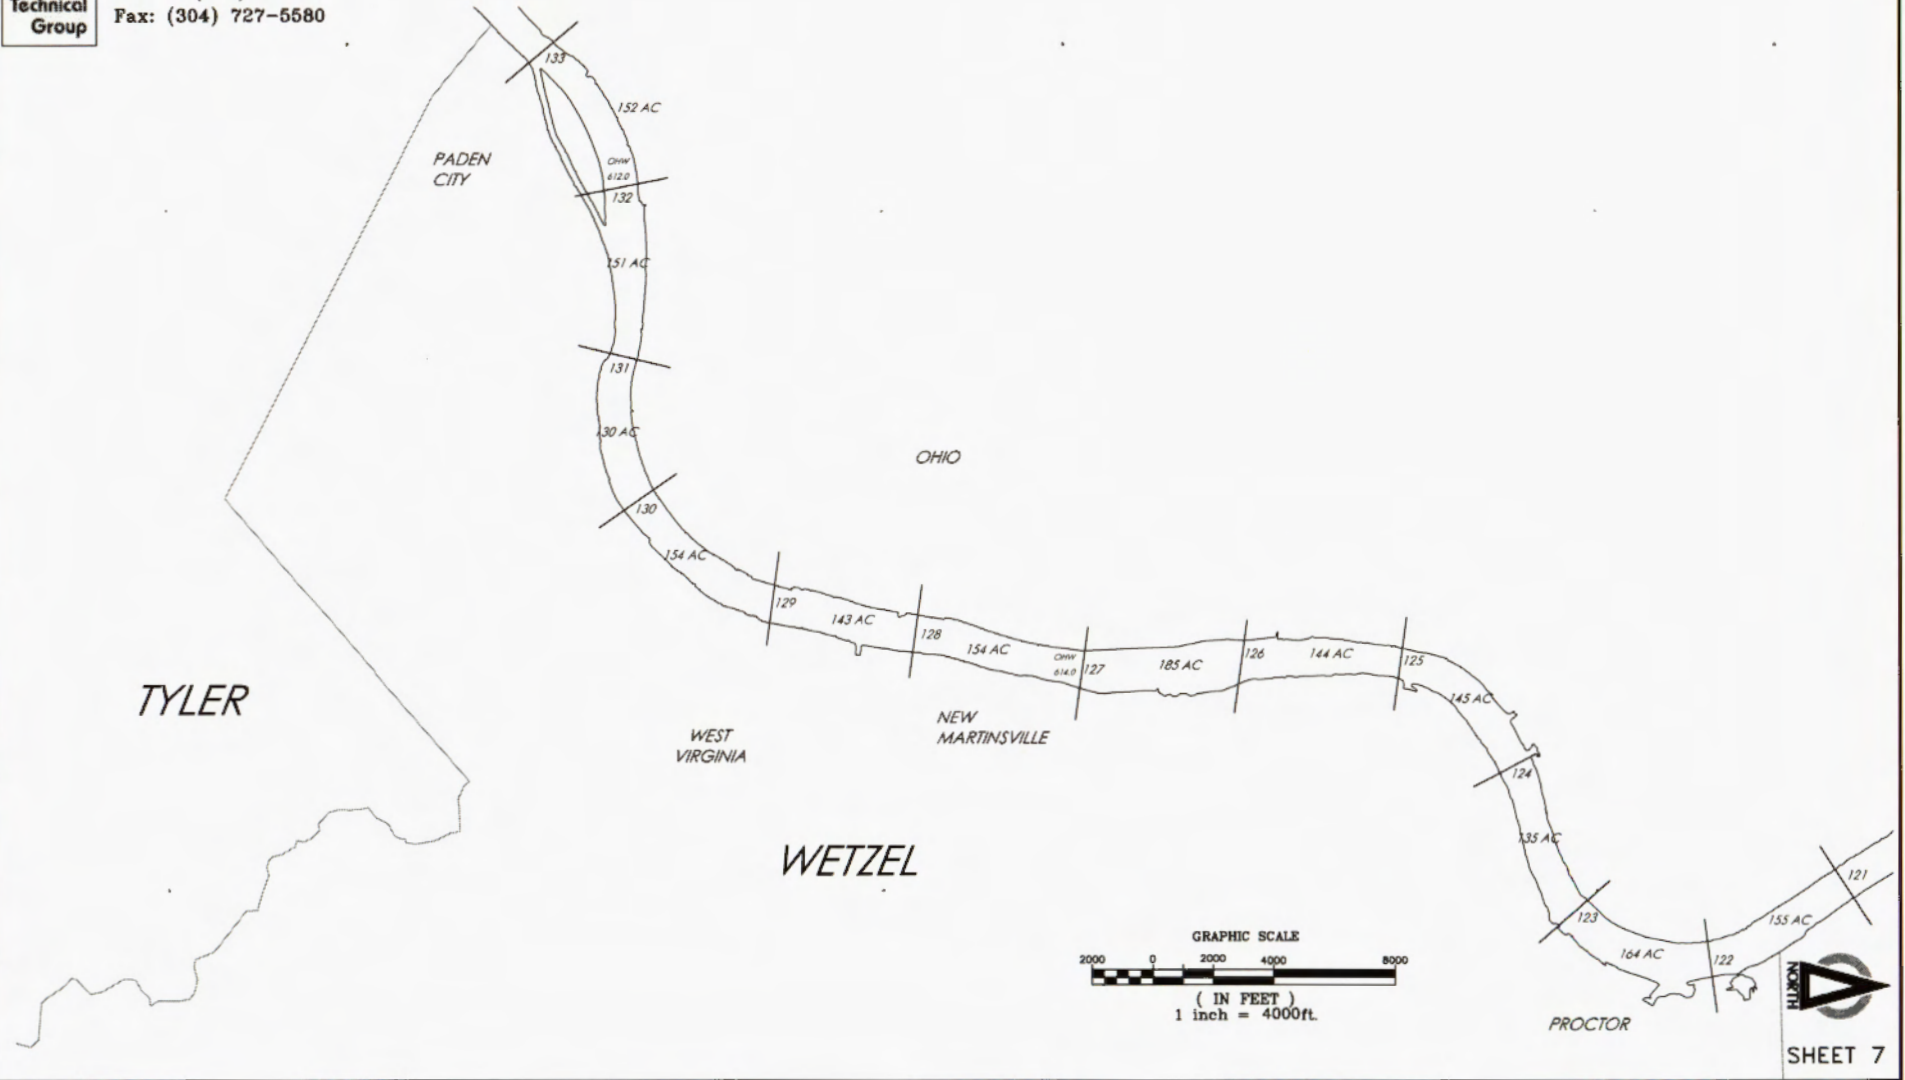 Technical
Group
Fax: (304) 727-5580
133
152 AC
PADEN
CITY
OHW
612.0
132
151 AC
131
130 AC
OHIO
130
154 AC
129
143 AC
128
154 AC
OHW
614.0
127
185 AC
126
144 AC
125
145 AC
TYLER
NEW
MARTINSVILLE
WEST
VIRGINIA
124
135 AC
WETZEL
121
123
155 AC
164 AC
122
GRAPHIC SCALE
2000 0 2000 4000 8000
( IN FEET )
1 inch = 4000ft.
NORTH
PROCTOR
SHEET 7